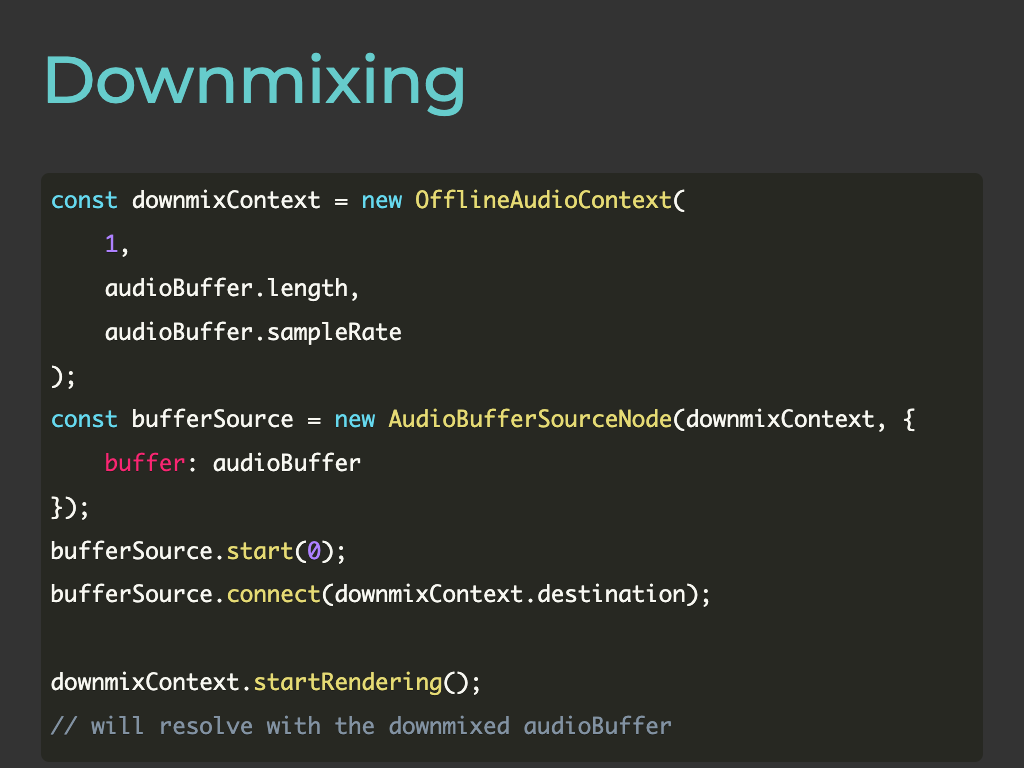 Downmixing
const downmixContext = new OfflineAudioContext(
    1,
    audioBuffer.length,
    audioBuffer.sampleRate
);
const bufferSource = new AudioBufferSourceNode(downmixContext, {
    buffer: audioBuffer
});
bufferSource.start(0);
bufferSource.connect(downmixContext.destination);
downmixContext.startRendering();
// will resolve with the downmixed audioBuffer